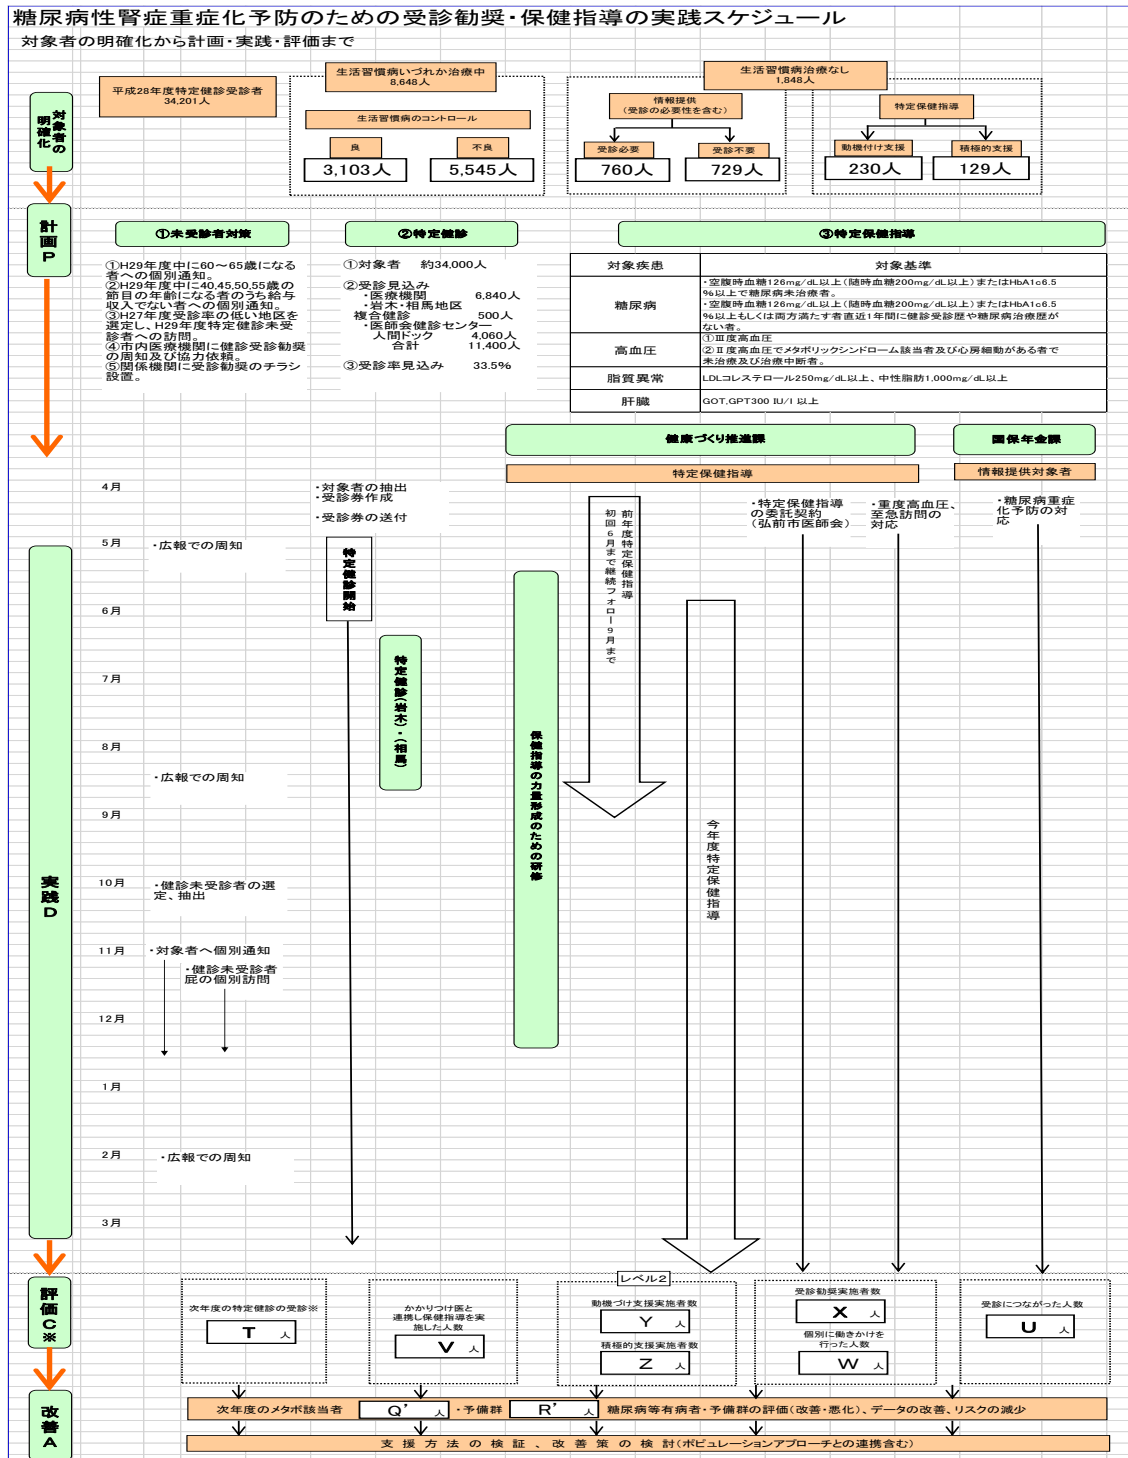 糖尿病性腎症重症化予防のための受診勧奨・保健指導の実践スケジュール
対象者の明確化から計画・実践・評価まで
対象者の
明確化
平成28年度特定健診受診者
34,201人
生活習慣病いづれか治療中
8,648人
生活習慣病のコントロール
良
不良
3,103人
5,545人
生活習慣病治療なし
1,848人
情報提供
(受診の必要性を含む)
特定保健指導
受診必要
受診不要
動機付け支援
積極的支援
760人
729人
230人
129人
計画P
①未受診者対策
②特定健診
③特定保健指導
①H29年度中に60～65歳になる
者への個別通知。
②H29年度中に40,45,50,55歳の
節目の年齢になる者のうち給与
収入でない者への個別通知。
③H27年度受診率の低い地区を
選定し、H29年度特定健診未受
診者への訪問。
④市内医療機関に健診受診勧奨
の周知及び協力依頼。
⑤関係機関に受診勧奨のチラシ
設置。
①対象者 約34,000人
②受診見込み
・医療機関 6,840人
・岩木・相馬地区
複合健診 500人
・医師会健診センター
人間ドック 4,060人
合計 11,400人
③受診率見込み 33.5%
対象疾患 対象基準
糖尿病
・空腹時血糖126mg/dL以上(随時血糖200mg/dL以上)またはHbA1c6.5
%以上で糖尿病未治療者。
・空腹時血糖126mg/dL以上(随時血糖200mg/dL以上)またはHbA1c6.5
%以上もしくは両方満たす者直近1年間に健診受診歴や糖尿病治療歴が
ない者。
高血圧
①Ⅲ度高血圧
②Ⅱ度高血圧でメタボリックシンドローム該当者及び心房細動がある者で
未治療及び治療中断者。
脂質異常 LDLコレステロール250mg/dL以上、中性脂肪1,000mg/dL以上
肝臓 GOT,GPT300 IU/l 以上
健康づくり推進課
国保年金課
特定保健指導
情報提供対象者
4月
・対象者の抽出
・受診券作成
・受診券の送付
前年度特定保健指導
初回6月まで継続フォロー9月まで
・特定保健指導
の委託契約
(弘前市医師会)
・重度高血圧、
至急訪問の
対応
・糖尿病重症
化予防の対
応
実践D
5月
・広報での周知
特定健診開始
6月
特定健診(岩木)・(相馬)
保健指導の力量形成のための研修
7月
8月
・広報での周知
9月
今年度特定保健指導
10月
・健診未受診者の選
定、抽出
11月
・対象者へ個別通知
・健診未受診者
屁の個別訪問
12月
1月
2月
・広報での周知
3月
評価C※
次年度の特定健診の受診※
T 人
かかりつけ医と
連携し保健指導を実
施した人数
V 人
レベル2
動機づけ支援実施者数
Y 人
積極的支援実施者数
Z 人
受診勧奨実施者数
X 人
個別に働きかけを
行った人数
W 人
受診につながった人数
U 人
改善A
次年度のメタボ該当者 Q’ 人 ・予備群 R’ 人 糖尿病等有病者・予備群の評価(改善・悪化)、データの改善、リスクの減少
支援方法の検証、改善策の検討(ポピュレーションアプローチとの連携含む)